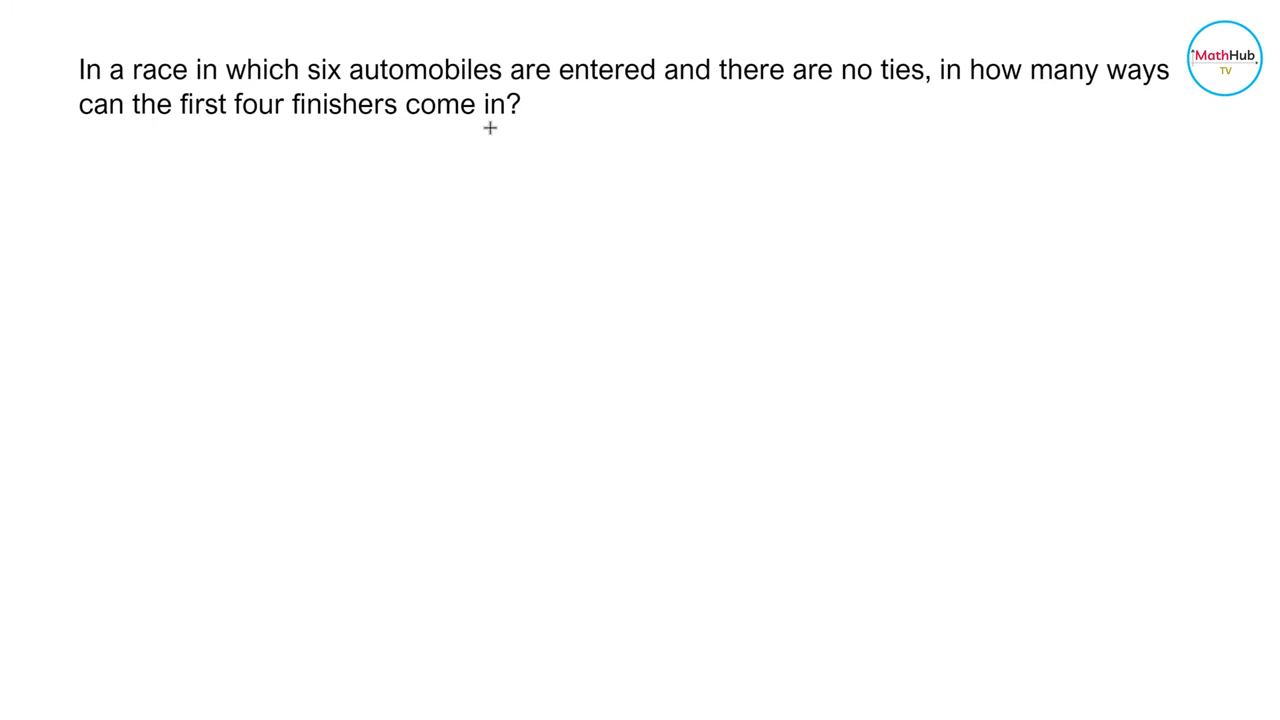 In a race in which six automobiles are entered and there are no ties, in how many ways
can the first four finishers come in?
MathHub
TV